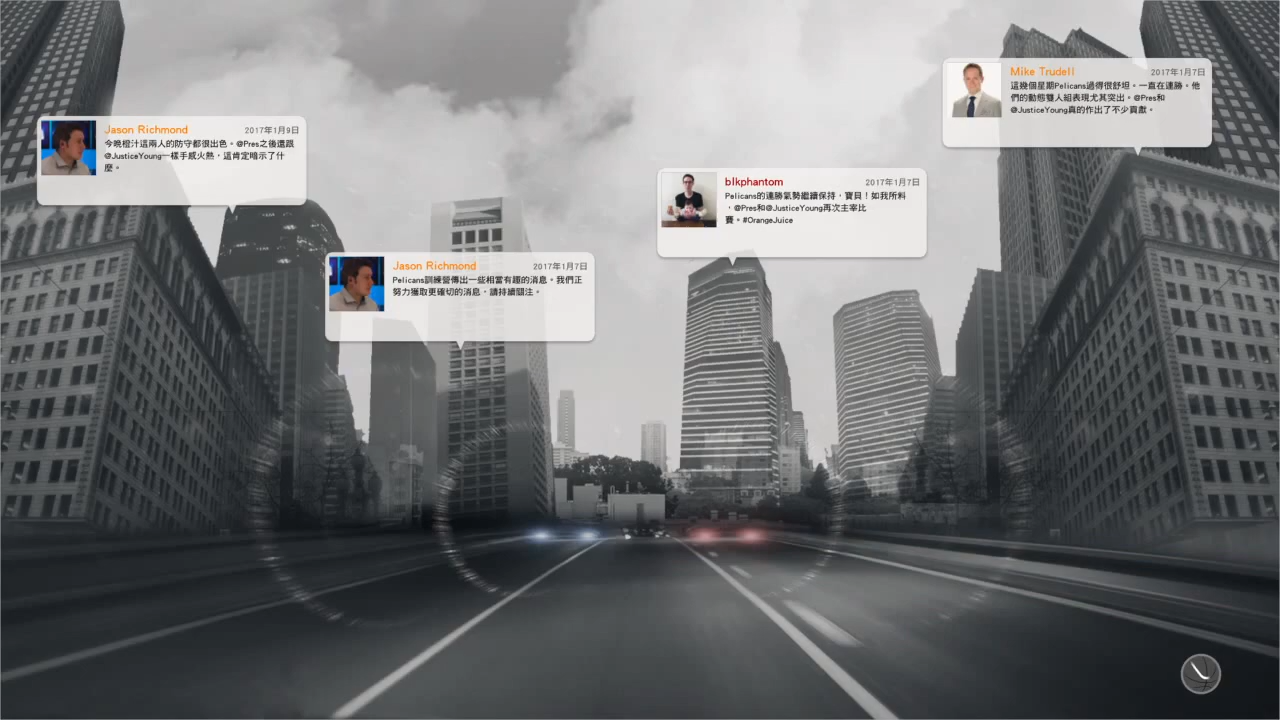 Jason Richmond
2017年1月9日
今晚橙汁這兩人的防守都很出色。@Pres之後還跟
@JusticeYoung一樣手感火熱，這肯定暗示了什
麼。
Jason Richmond
2017年1月7日
Pelicans訓練營傳出一些相當有趣的消息。我們正
努力獲取更確切的消息，請持續關注。
blkphantom
2017年1月7日
Pelicans的連勝氣勢繼續保持，寶貝！如我所料
，@Pres和@JusticeYoung再次主宰比
賽。#OrangeJuice
Mike Trudell
2017年1月7日
這幾個星期Pelicans過得很舒坦。一直在連勝。他
們的動態雙人組表現尤其突出。@Pres和
@JusticeYoung真的作出了不少貢獻。